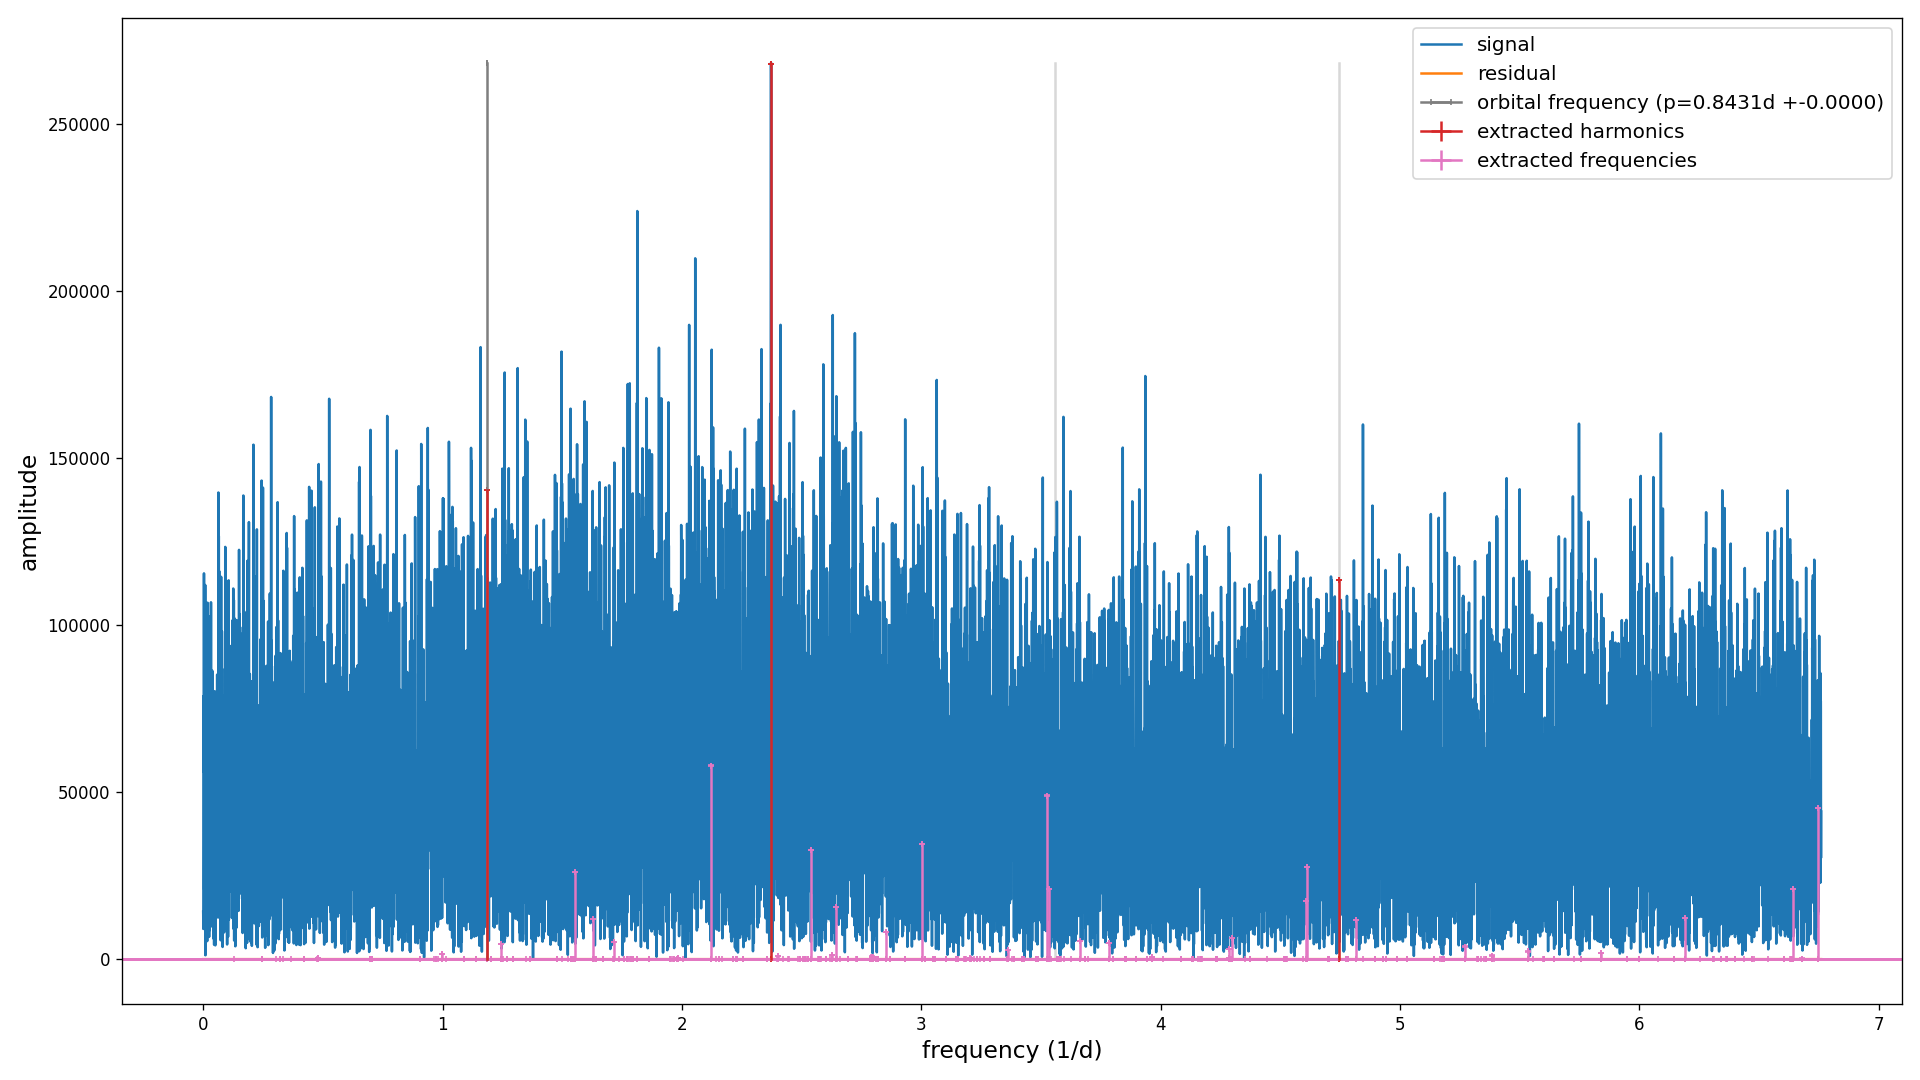 signal
residual
orbital frequency (p=0.8431d +-0.0000)
extracted harmonics
extracted frequencies
250000
200000
150000
100000
50000
0
amplitude
0 1 2 3 4 5 6 7
frequency (1/d)